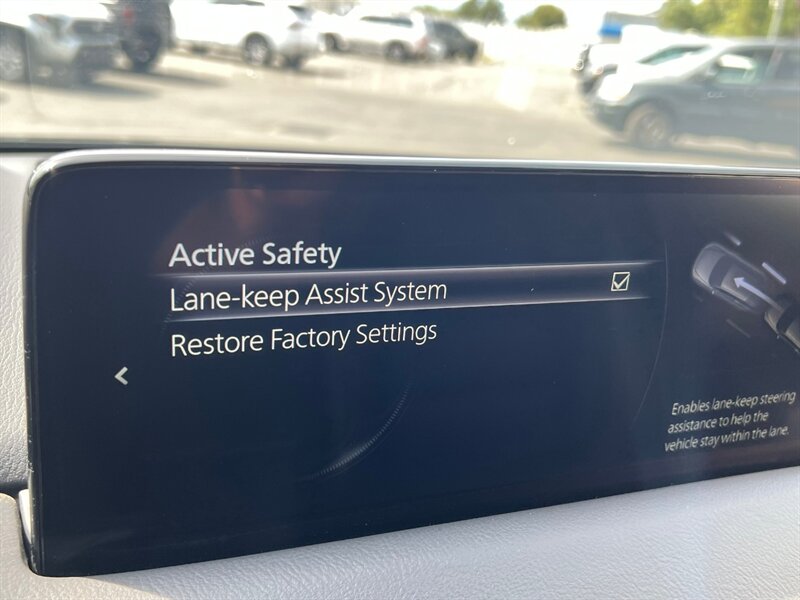 Active Safety
Lane-keep Assist System
Restore Factory Settings
Enables lane-keep steering
assistance to help the
vehicle stay within the lane.